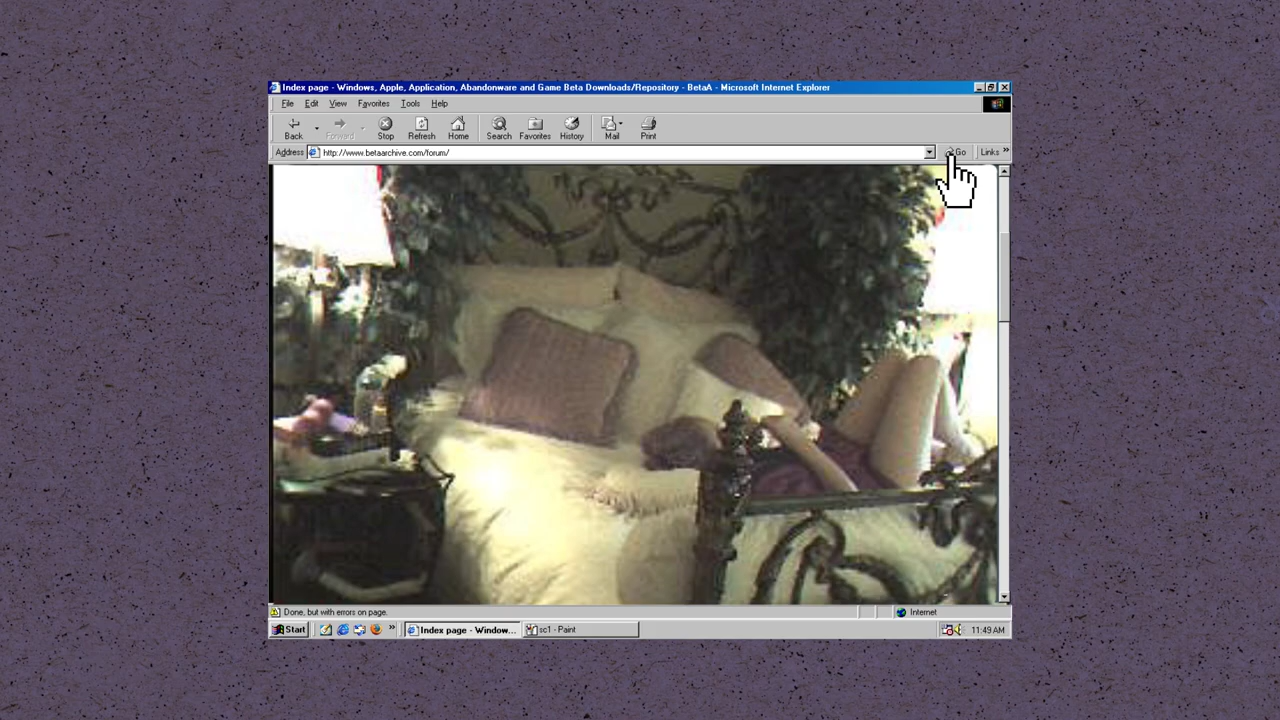 Index page - Windows, Apple, Application, Abandonware and Game Beta Downloads/Repository - BetaA - Microsoft Internet Explorer
File Edit View Favorites Tools Help
Back Forward Stop Refresh Home Search Favorites History Mail Print
Address http://www.betaarchive.com/forum/ Go Links »
Done, but with errors on page. Internet
Start » Index page - Window... sc1 - Paint 11:49 AM